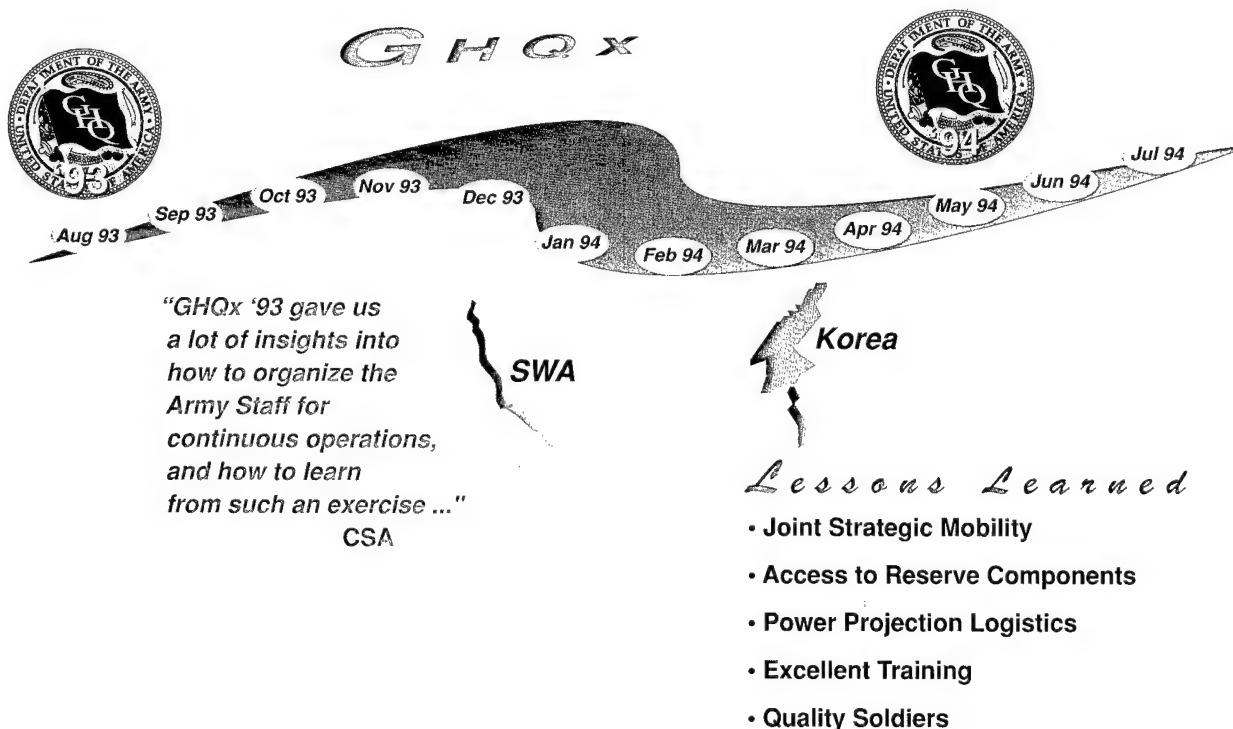 GHQx
DEPARTMENT OF THE ARMY
UNITED STATES OF AMERICA
GHQ
93
DEPARTMENT OF THE ARMY
UNITED STATES OF AMERICA
GHQ
94
Aug 93
Sep 93
Oct 93
Nov 93
Dec 93
Jan 94
Feb 94
Mar 94
Apr 94
May 94
Jun 94
Jul 94
"GHQx '93 gave us
a lot of insights into
how to organize the
Army Staff for
continuous operations,
and how to learn
from such an exercise ..."
CSA
SWA
Korea
Lessons Learned
• Joint Strategic Mobility
• Access to Reserve Components
• Power Projection Logistics
• Excellent Training
• Quality Soldiers